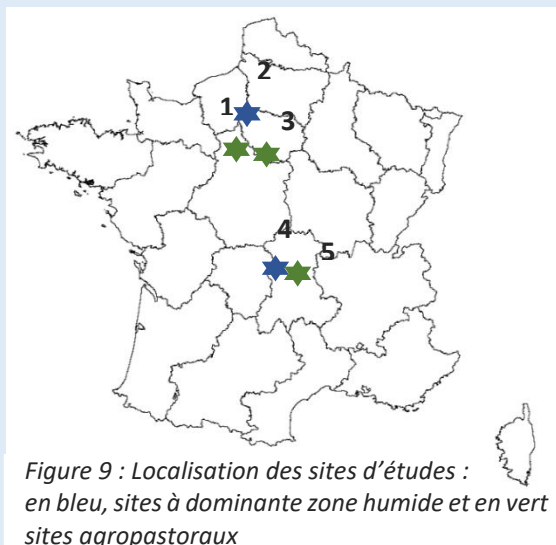 2
1
3
4
5
Figure 9 : Localisation des sites d’études :
en bleu, sites à dominante zone humide et en vert
sites agropastoraux